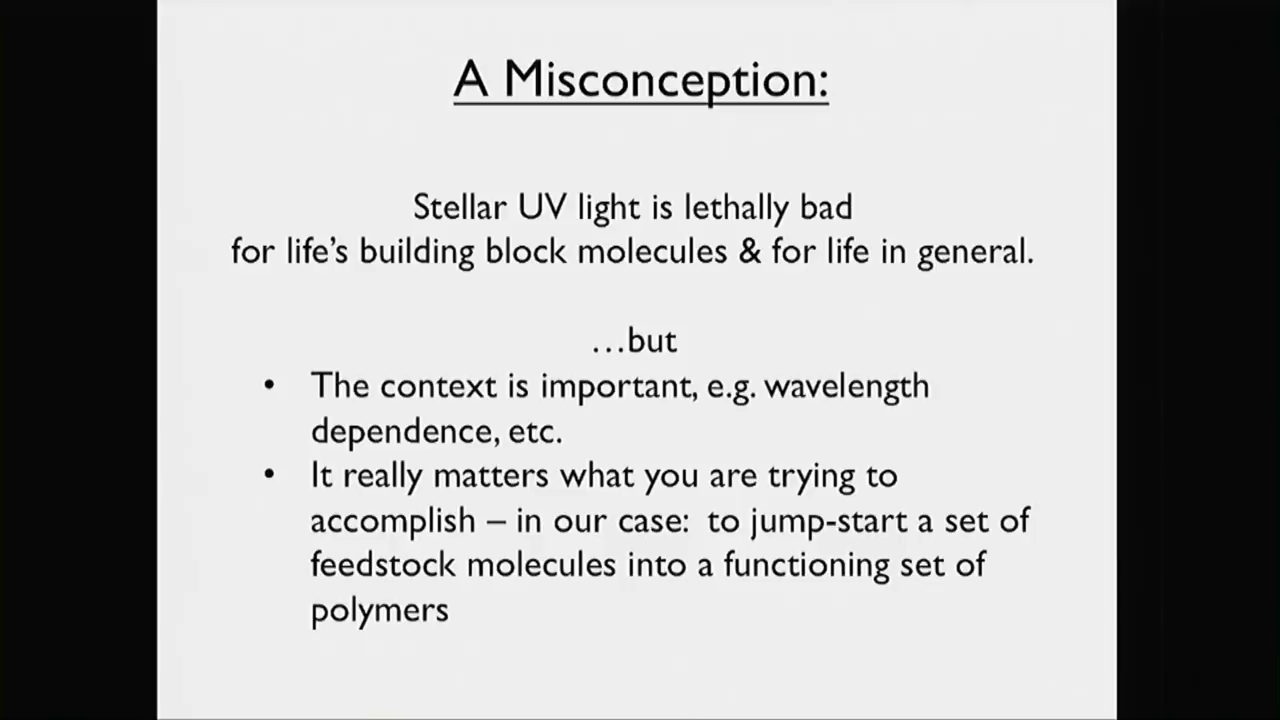 A Misconception:
Stellar UV light is lethally bad
for life’s building block molecules & for life in general.
…but
• The context is important, e.g. wavelength
dependence, etc.
• It really matters what you are trying to
accomplish – in our case: to jump-start a set of
feedstock molecules into a functioning set of
polymers